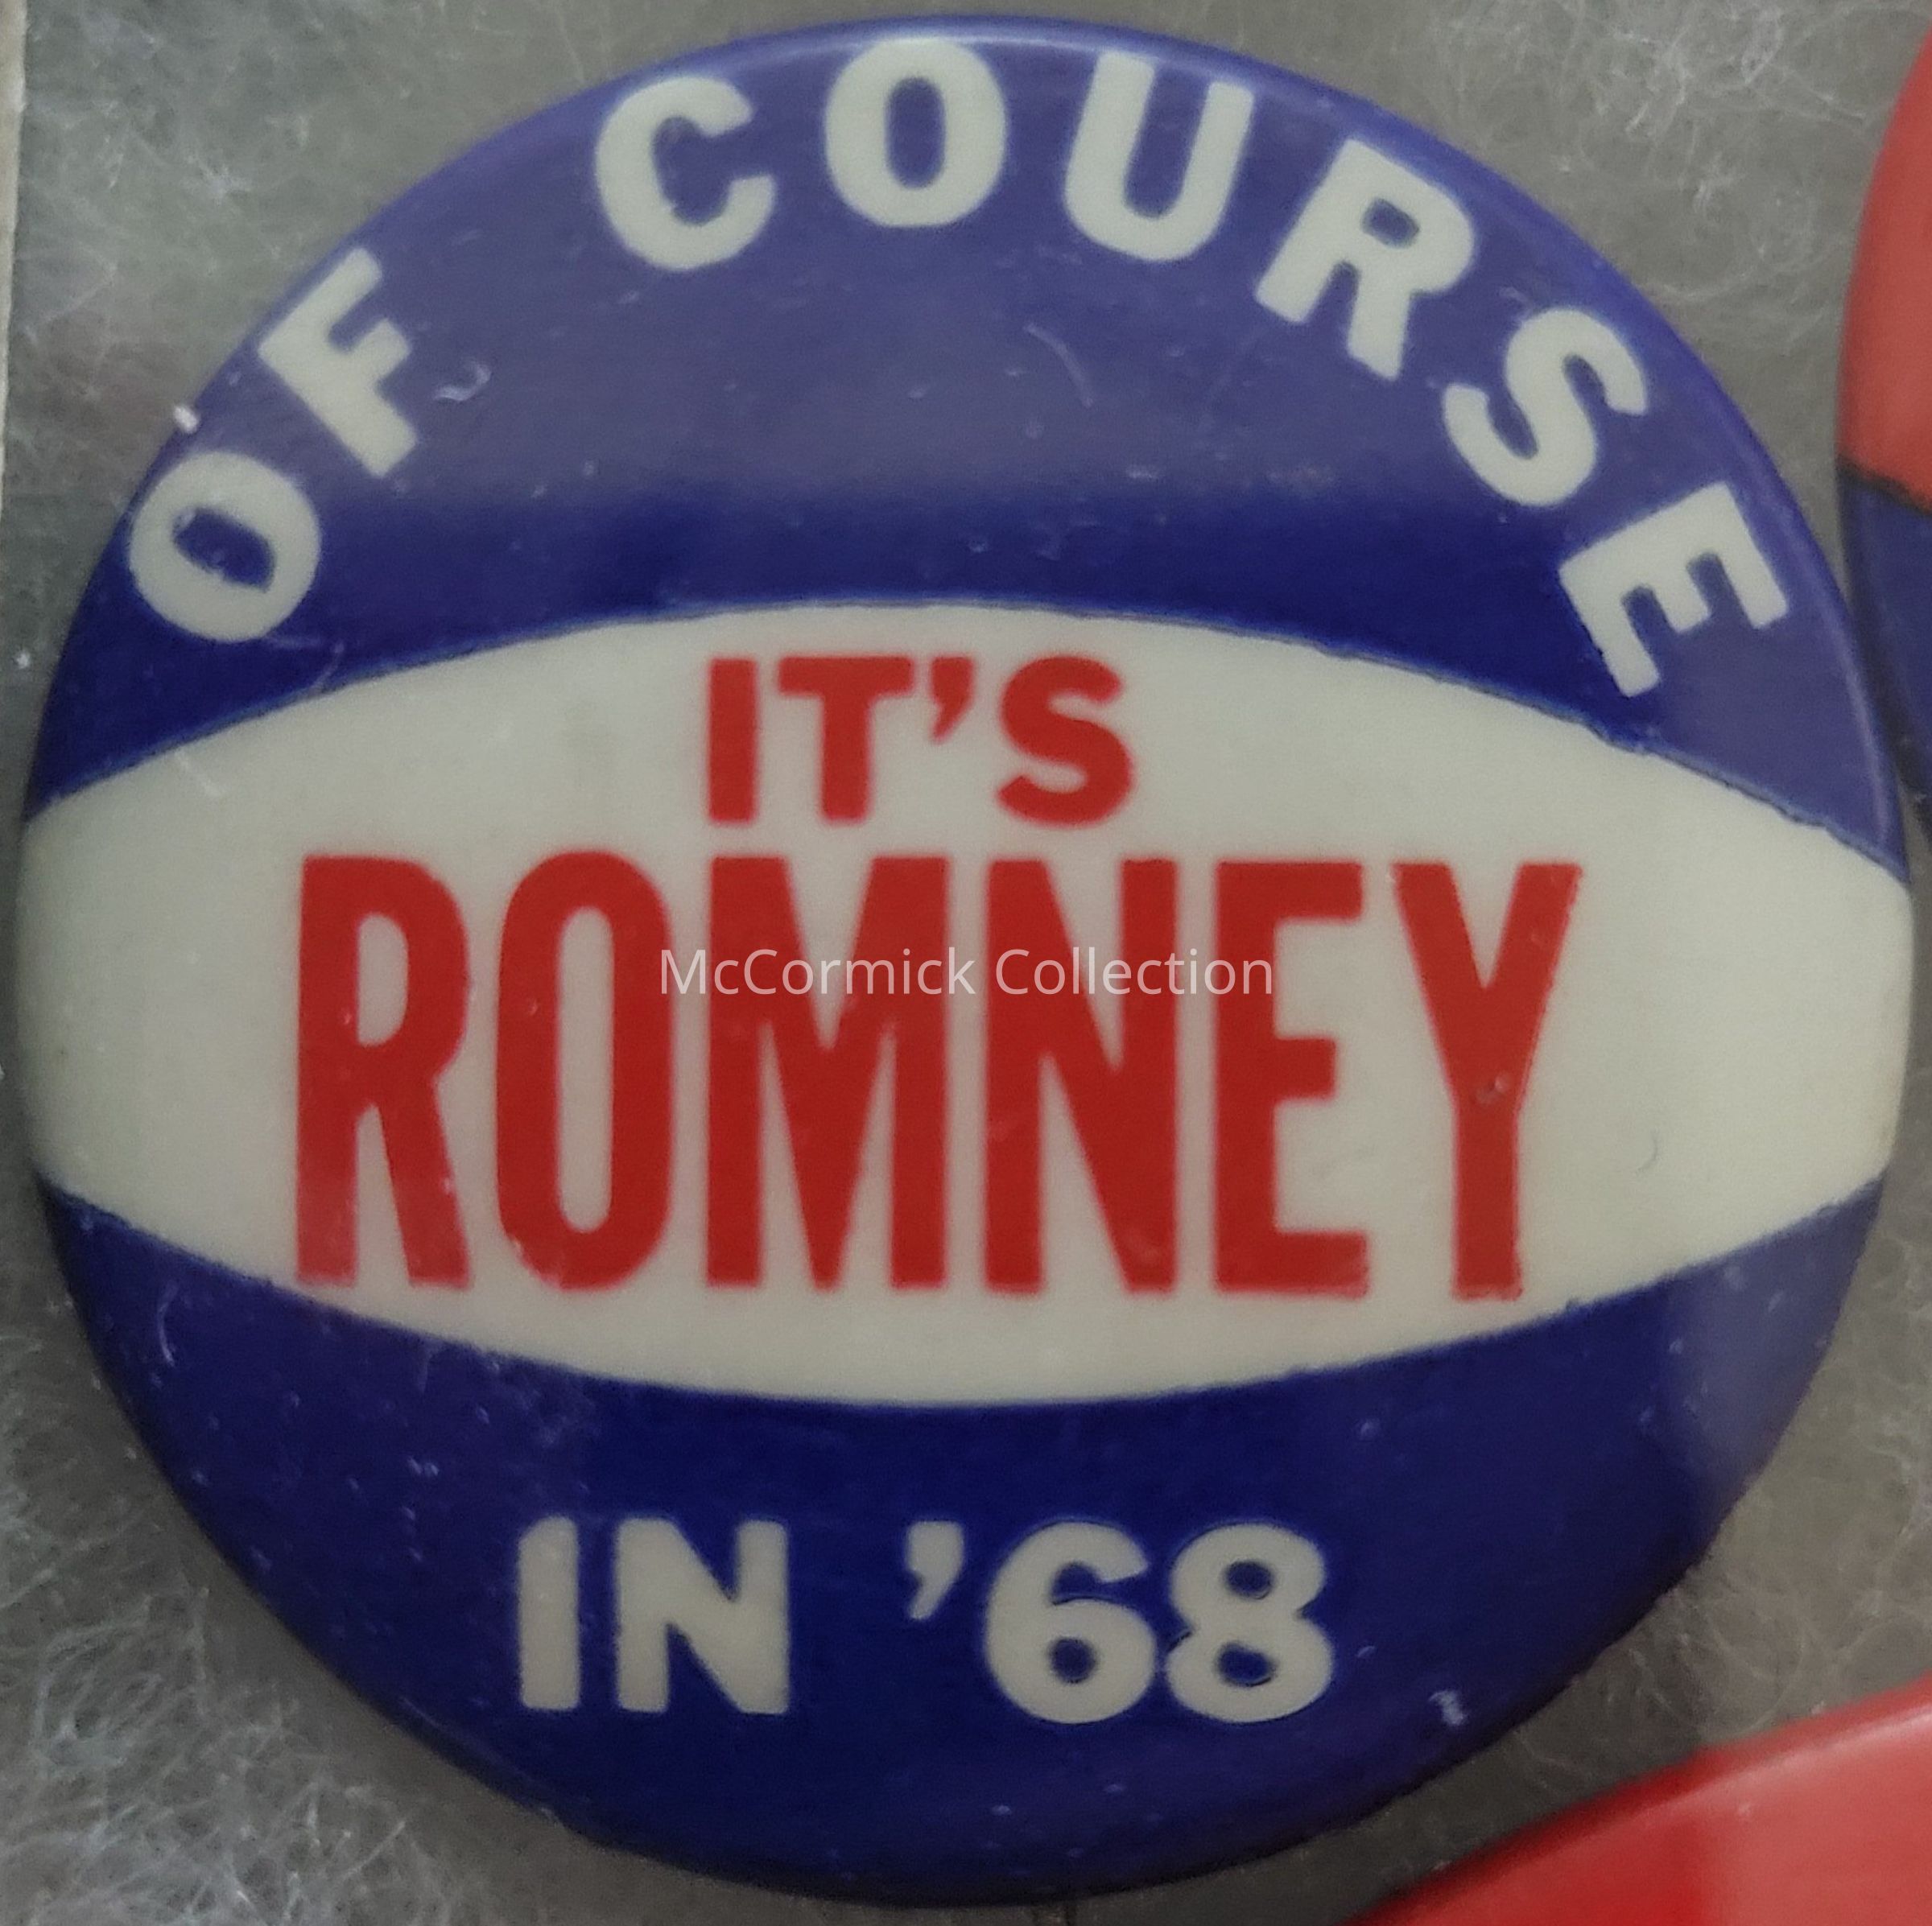 OF COURSE
IT'S
ROMNEY
McCormick Collection
IN '68